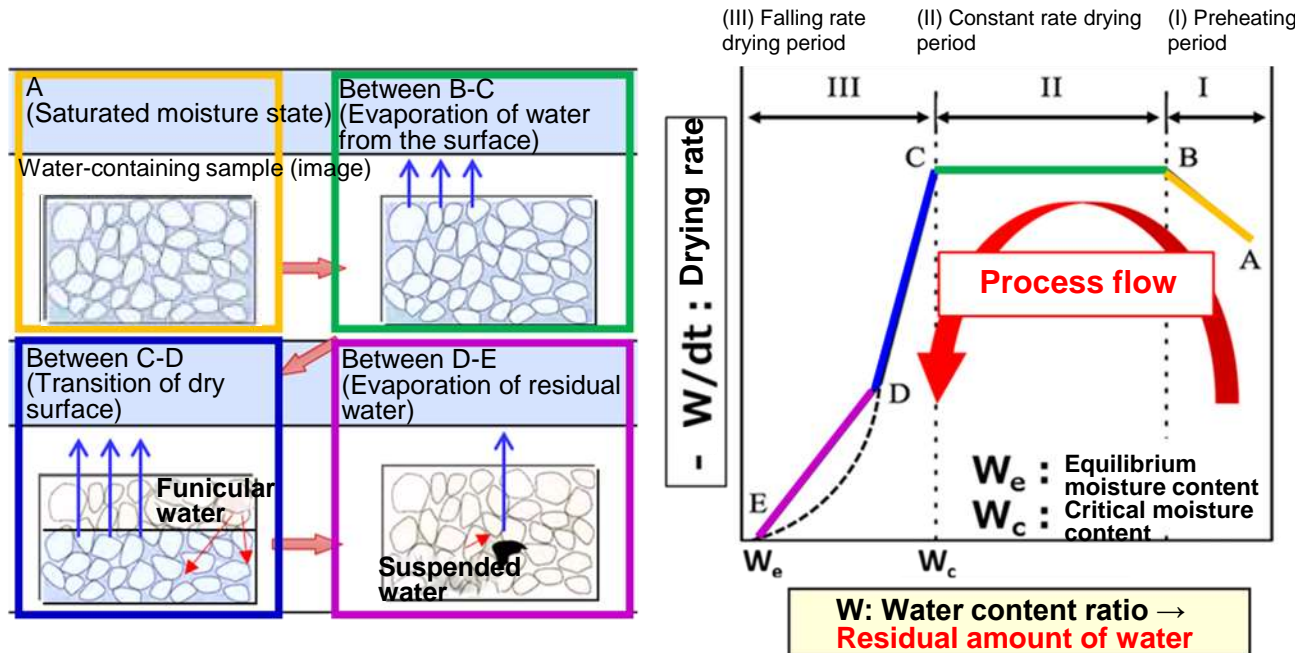 A
(Saturated moisture state)
Water-containing sample (image)
Between B-C
(Evaporation of water
from the surface)
Between C-D
(Transition of dry
surface)
Funicular
water
Between D-E
(Evaporation of residual
water)
Suspended
water
(III) Falling rate
drying period
(II) Constant rate drying
period
(I) Preheating
period
III
II
I
- W/dt : Drying rate
C
B
A
Process flow
D
E
We : Equilibrium
moisture content
Wc : Critical moisture
content
We
Wc
W: Water content ratio →
Residual amount of water